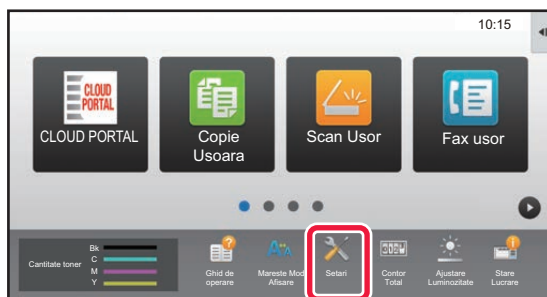 10:15
CLOUD
PORTAL
CLOUD PORTAL
Copie
Usoara
Scan Usor
Fax usor
Cantitate toner
Bk
C
M
Y
Ghid de
operare
Mareste Mod
Afisare
Setari
Contor
Total
Ajustare
Luminozitate
Stare
Lucrare